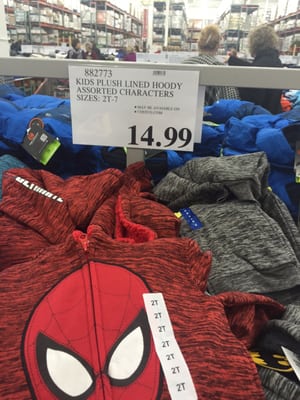 882773
KIDS PLUSH LINED HOODY
ASSORTED CHARACTERS
SIZES: 2T-7
• MAY BE AVAILABLE ON
• COSTCO.COM
14.99
ULTIMATE
2T
2T
2T
2T
2T